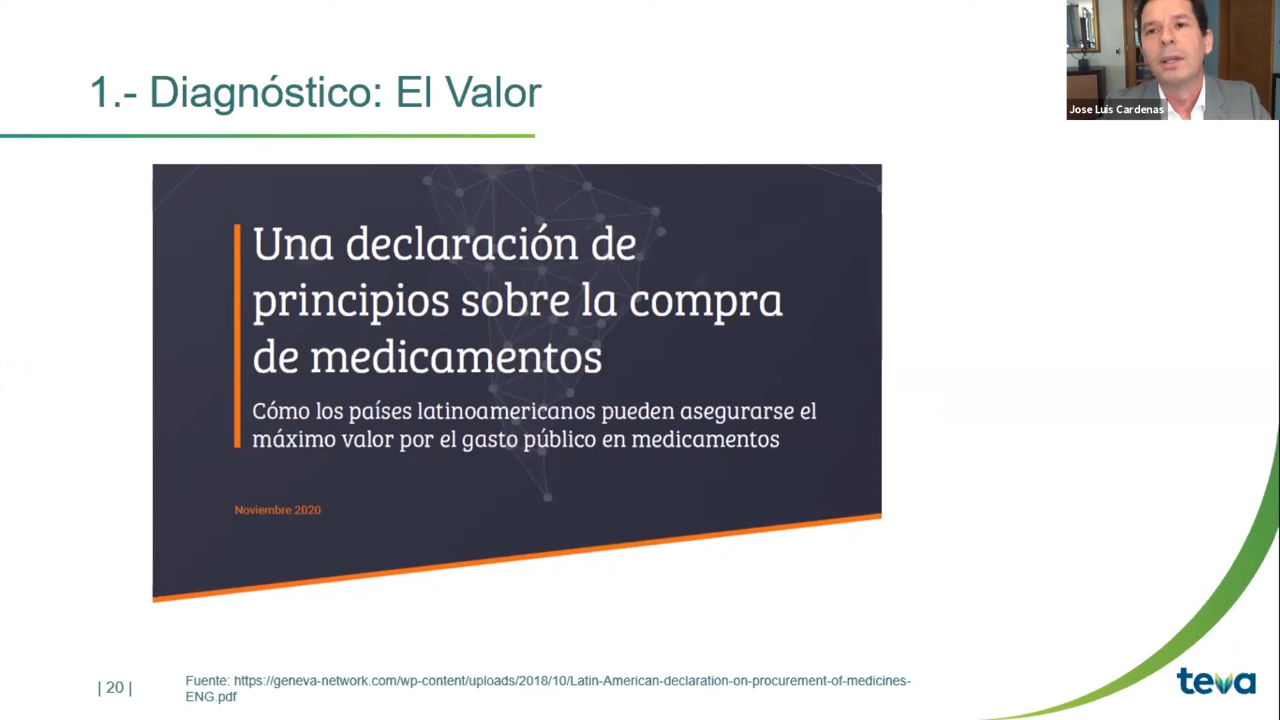 1.- Diagnóstico: El Valor
Jose Luis Cardenas
Una declaración de
principios sobre la compra
de medicamentos
Cómo los países latinoamericanos pueden asegurarse el
máximo valor por el gasto público en medicamentos
Noviembre 2020
| 20 |
Fuente: https://geneva-network.com/wp-content/uploads/2018/10/Latin-American-declaration-on-procurement-of-medicines-
ENG.pdf
teva